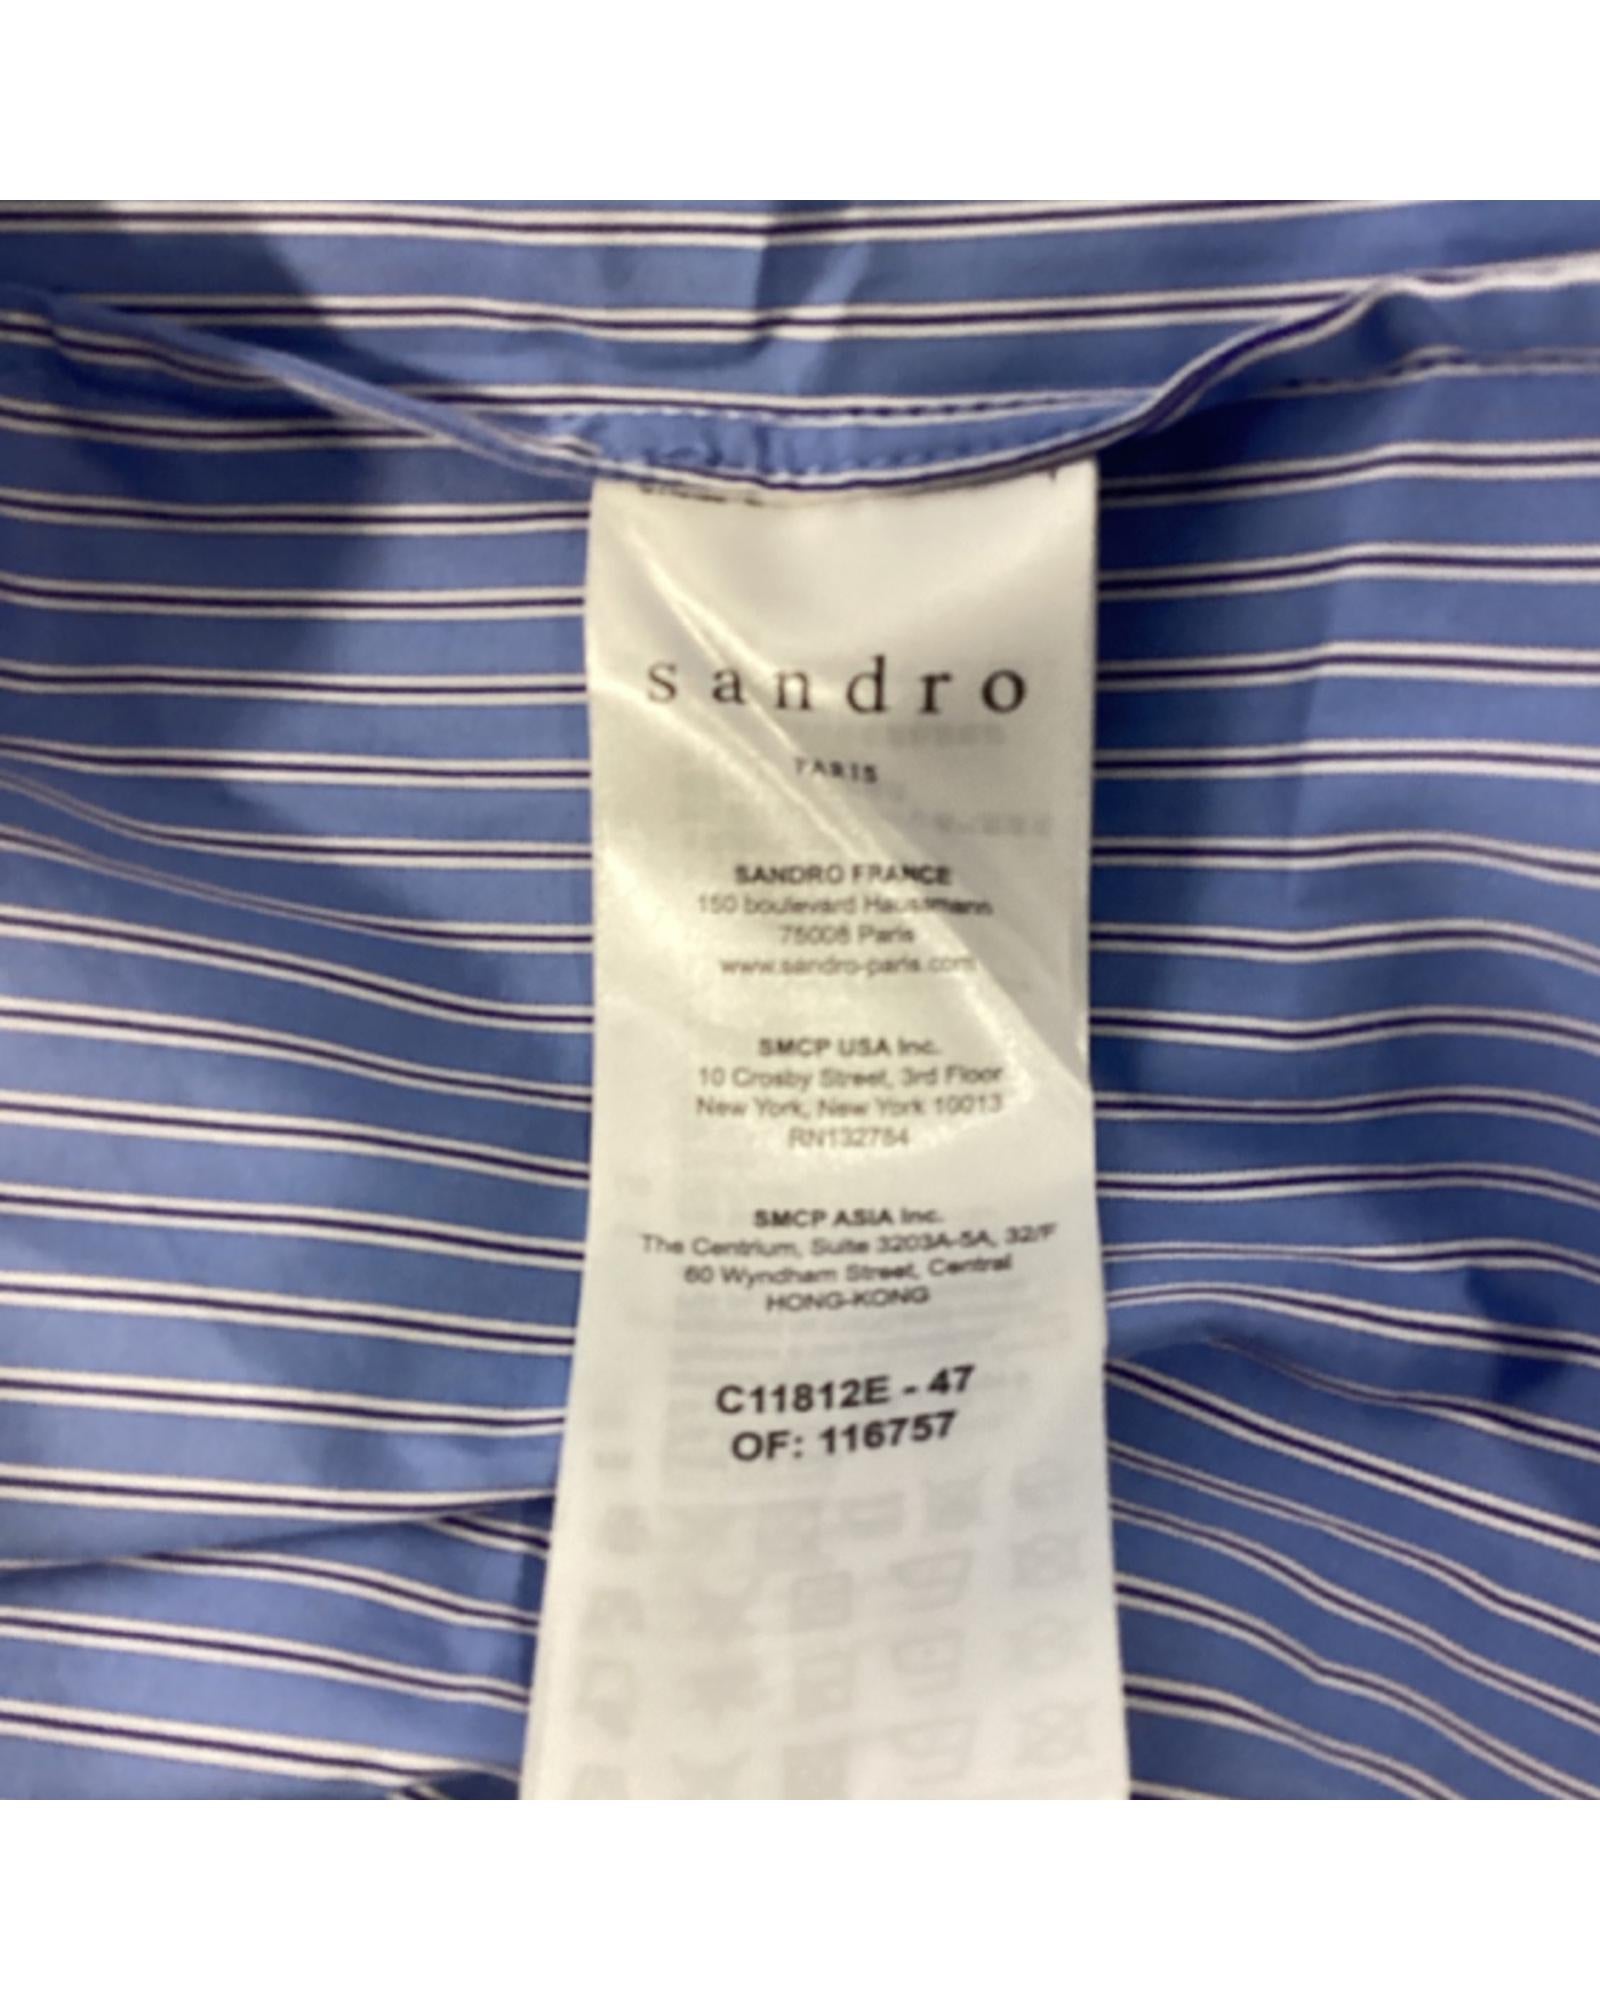 sandro
PARIS
SANDRO FRANCE
150 boulevard Haussmann
75008 Paris
www.sandro-paris.com
SMCP USA Inc.
10 Crosby Street, 3rd Floor
New York, New York 10013
RN132784
SMCP ASIA Inc.
The Centrium, Suite 3203A-5A, 32/F
60 Wyndham Street, Central
HONG-KONG
C11812E - 47
OF: 116757